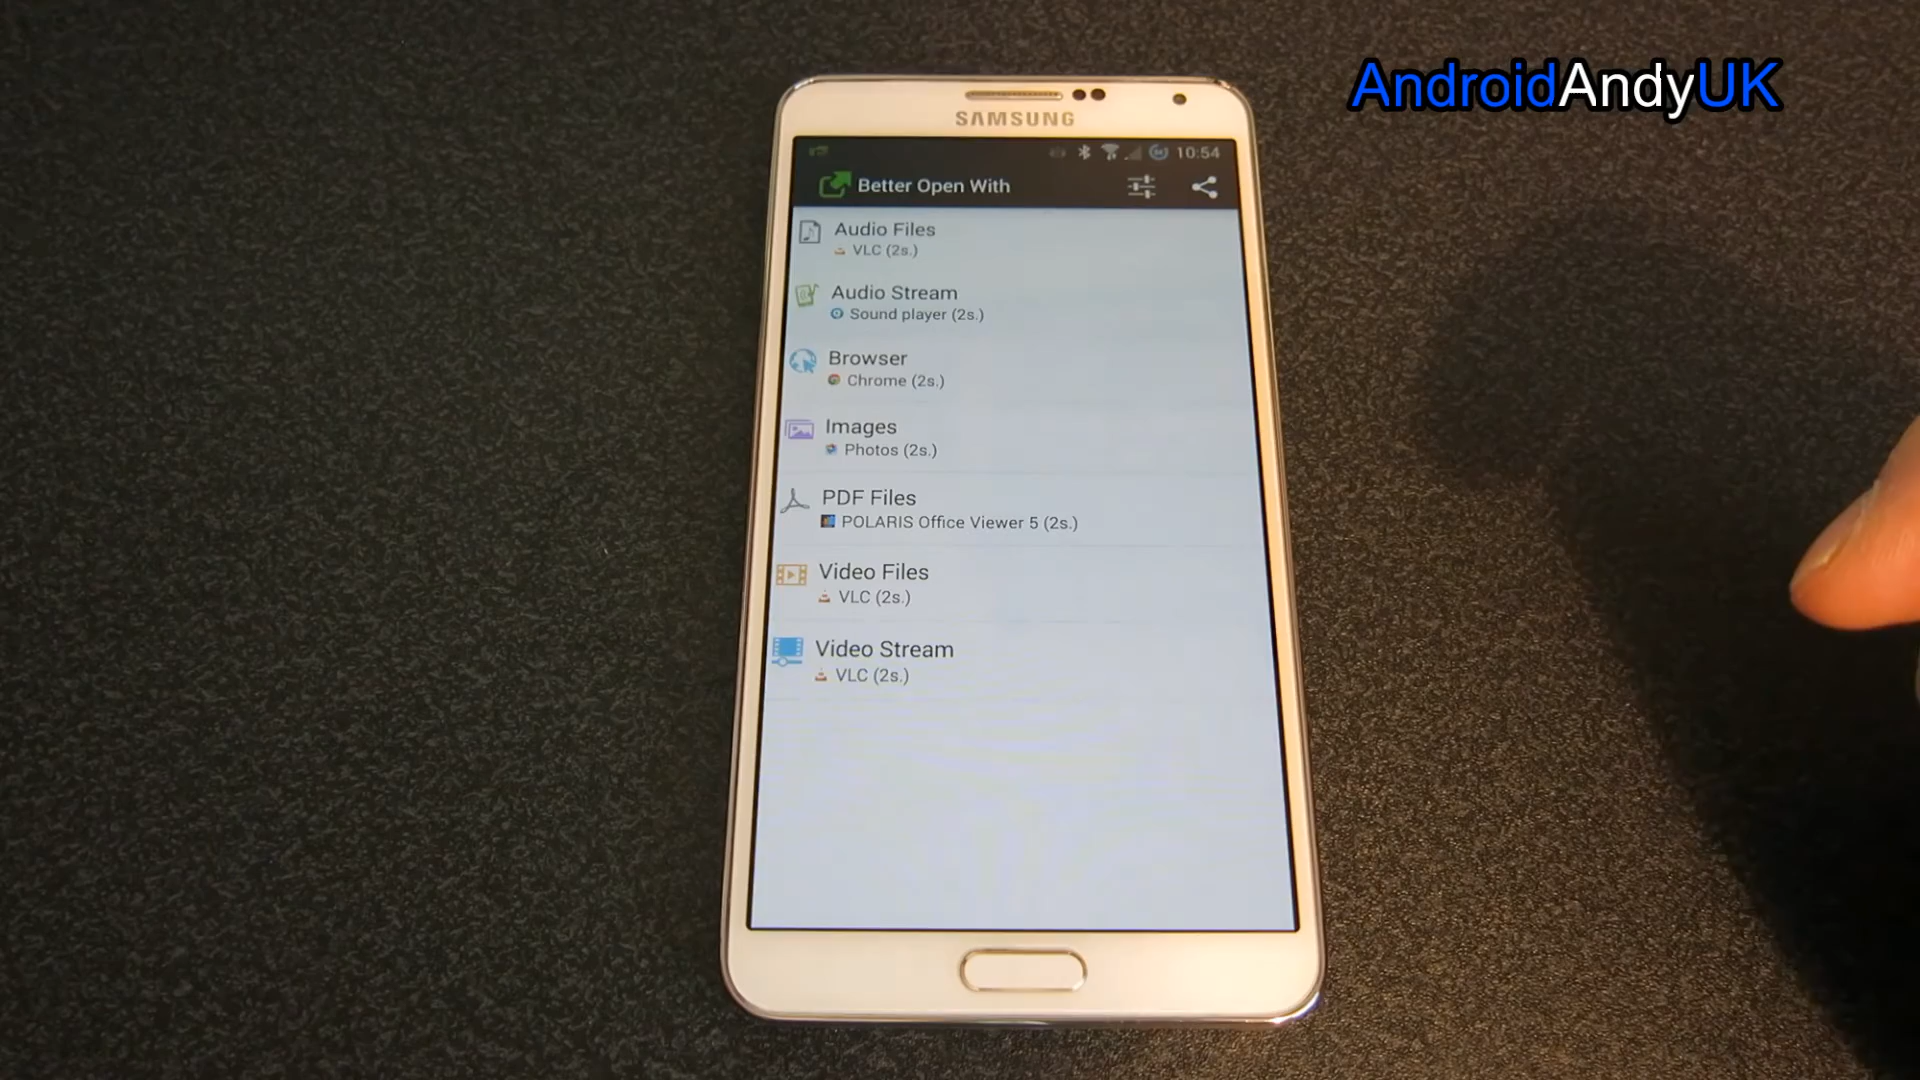 AndroidAndyUK
SAMSUNG
10:54
Better Open With
Audio Files
VLC (2s.)
Audio Stream
Sound player (2s.)
Browser
Chrome (2s.)
Images
Photos (2s.)
PDF Files
POLARIS Office Viewer 5 (2s.)
Video Files
VLC (2s.)
Video Stream
VLC (2s.)